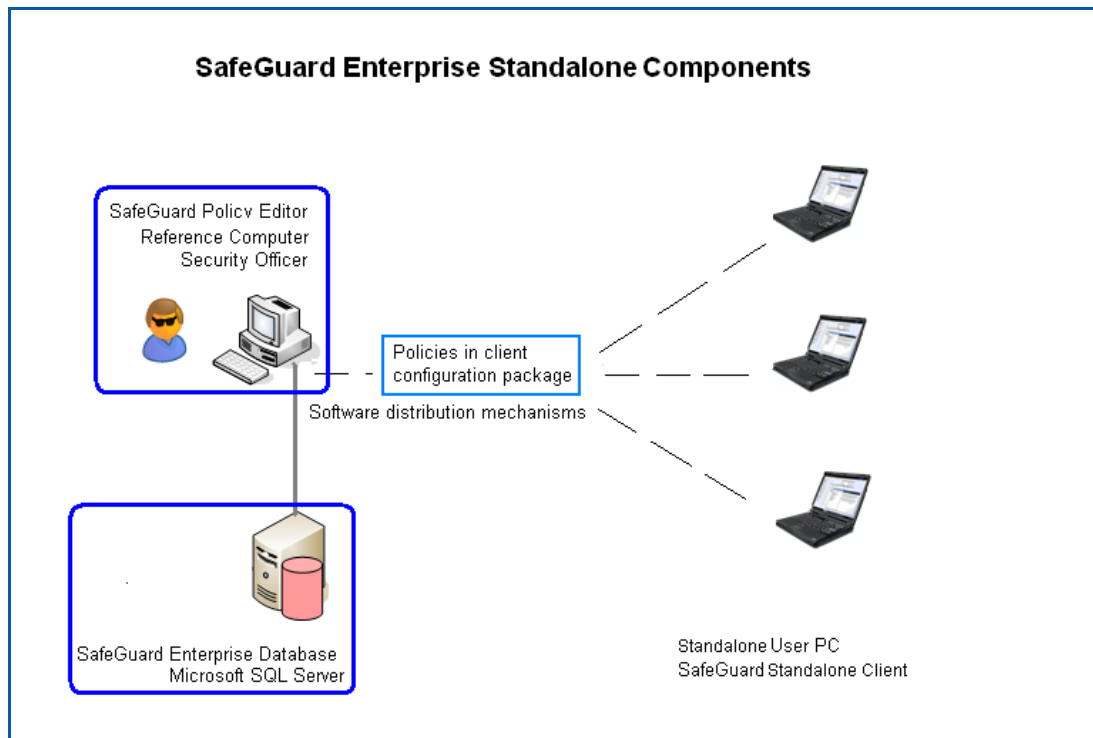 SafeGuard Enterprise Standalone Components
SafeGuard Policy Editor
Reference Computer
Security Officer
Policies in client
configuration package
Software distribution mechanisms
SafeGuard Enterprise Database
Microsoft SQL Server
Standalone User PC
SafeGuard Standalone Client